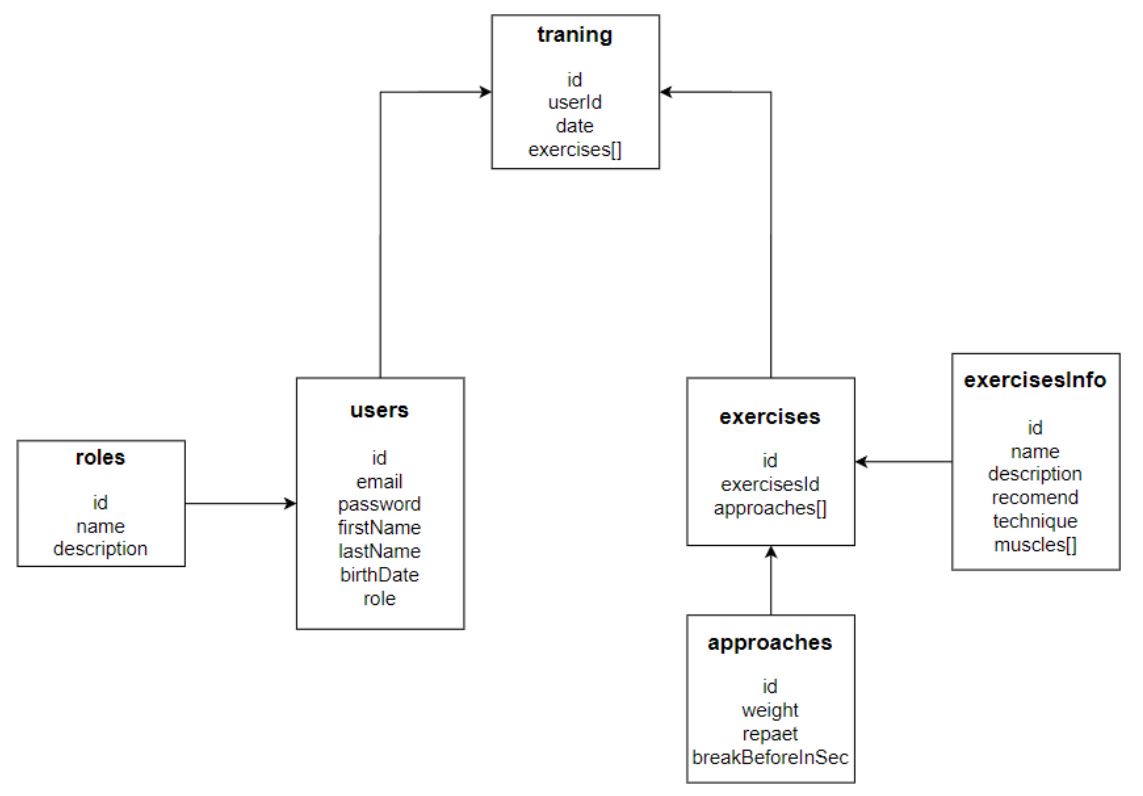 traning
id
userId
date
exercises[]
roles
id
name
description
users
id
email
password
firstName
lastName
birthDate
role
exercises
id
exercisesId
approaches[]
exercisesInfo
id
name
description
recomend
technique
muscles[]
approaches
id
weight
repaet
breakBeforeInSec